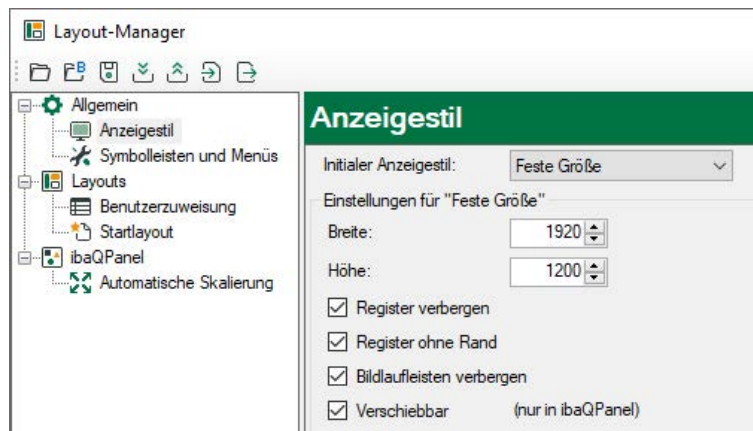 Layout-Manager
B
Allgemein
Anzeigestil
Symbolleisten und Menüs
Layouts
Benutzerzuweisung
Startlayout
ibaQPanel
Automatische Skalierung
Anzeigestil
Initialer Anzeigestil: Feste Größe
Einstellungen für "Feste Größe"
Breite: 1920
Höhe: 1200
Register verbergen
Register ohne Rand
Bildlaufleisten verbergen
Verschiebbar (nur in ibaQPanel)